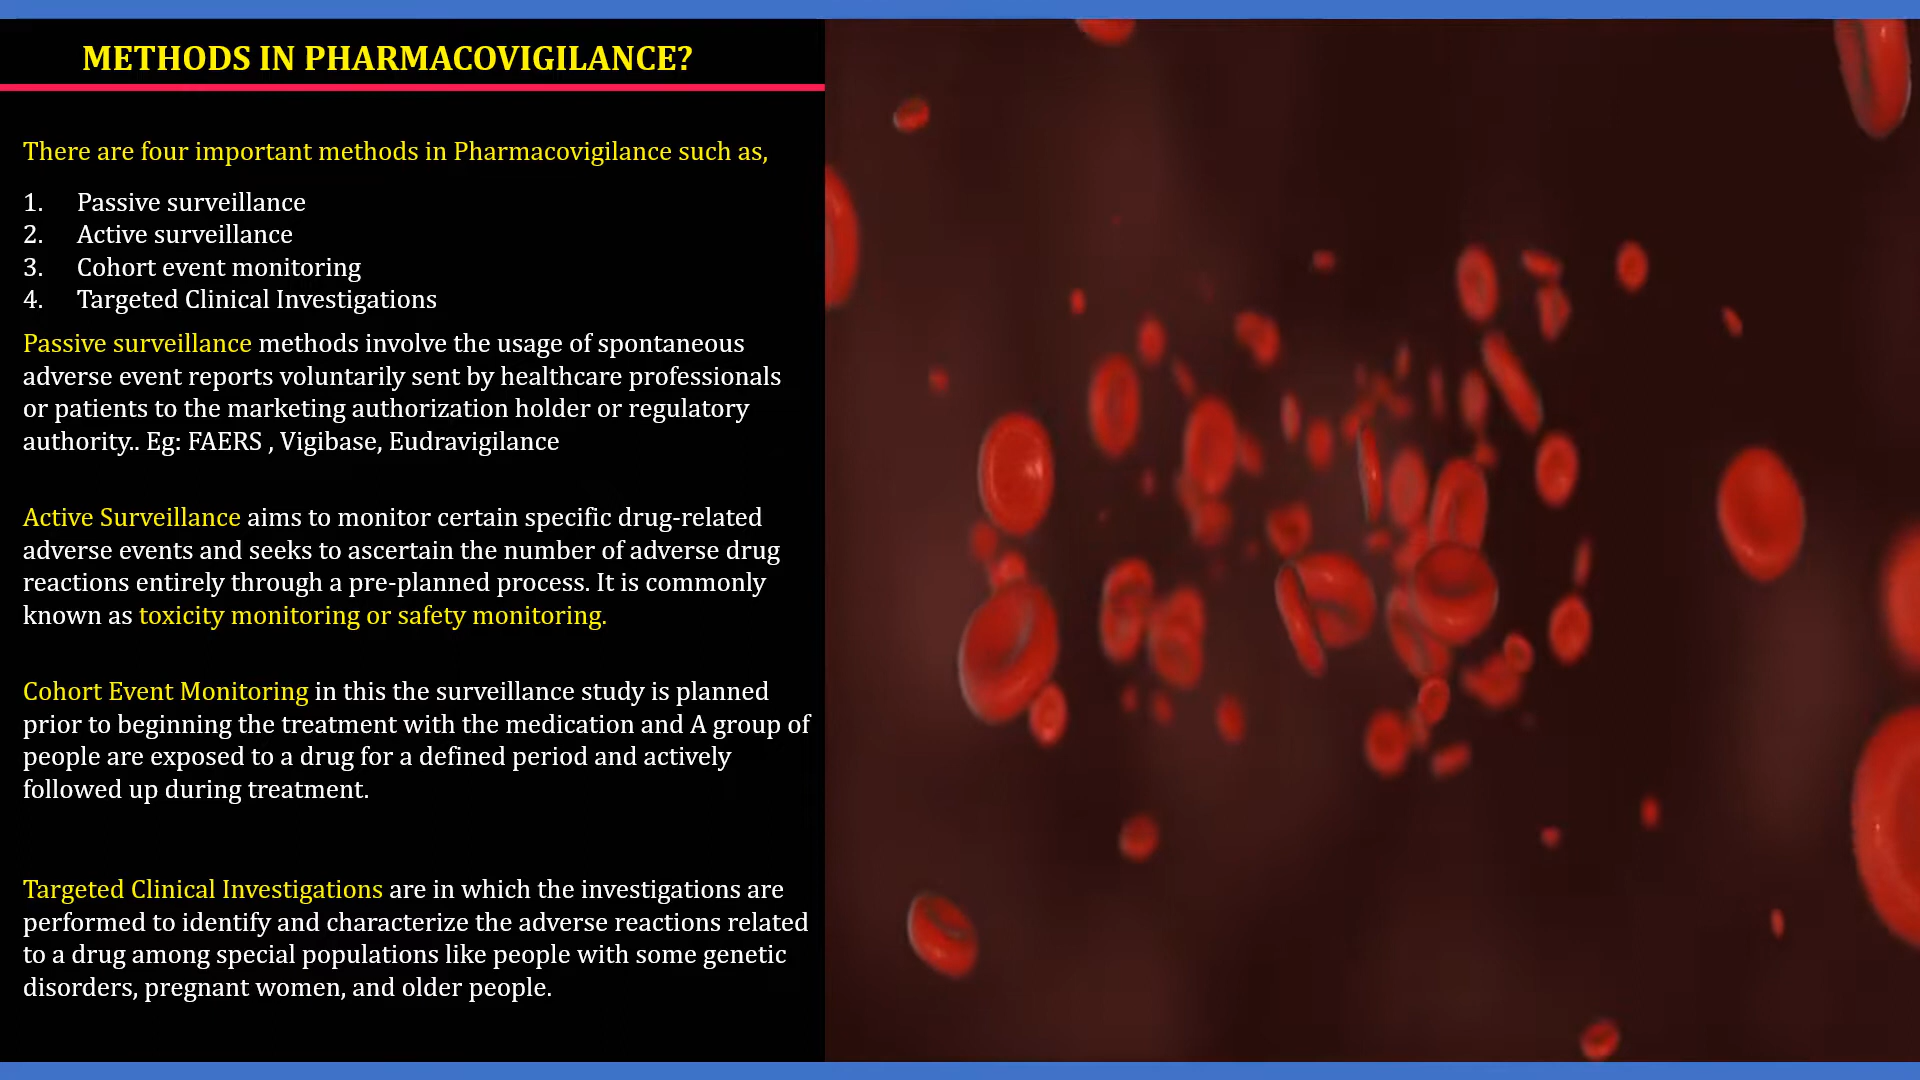 METHODS IN PHARMACOVIGILANCE?
There are four important methods in Pharmacovigilance such as,
1. Passive surveillance
2. Active surveillance
3. Cohort event monitoring
4. Targeted Clinical Investigations
Passive surveillance methods involve the usage of spontaneous
adverse event reports voluntarily sent by healthcare professionals
or patients to the marketing authorization holder or regulatory
authority.. Eg: FAERS , Vigibase, Eudravigilance
Active Surveillance aims to monitor certain specific drug-related
adverse events and seeks to ascertain the number of adverse drug
reactions entirely through a pre-planned process. It is commonly
known as toxicity monitoring or safety monitoring.
Cohort Event Monitoring in this the surveillance study is planned
prior to beginning the treatment with the medication and A group of
people are exposed to a drug for a defined period and actively
followed up during treatment.
Targeted Clinical Investigations are in which the investigations are
performed to identify and characterize the adverse reactions related
to a drug among special populations like people with some genetic
disorders, pregnant women, and older people.